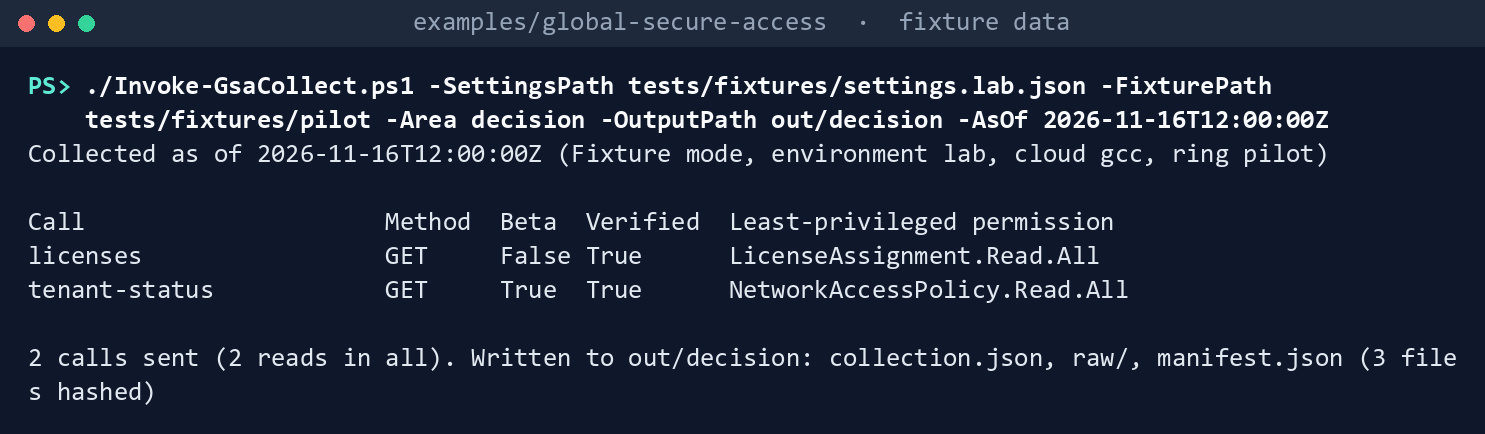 examples/global-secure-access  ·  fixture data
PS> ./Invoke-GsaCollect.ps1 -SettingsPath tests/fixtures/settings.lab.json -FixturePath
tests/fixtures/pilot -Area decision -OutputPath out/decision -AsOf 2026-11-16T12:00:00Z
Collected as of 2026-11-16T12:00:00Z (Fixture mode, environment lab, cloud gcc, ring pilot)
Call                     Method  Beta  Verified  Least-privileged permission
licenses                 GET     False True      LicenseAssignment.Read.All
tenant-status            GET     True  True      NetworkAccessPolicy.Read.All
2 calls sent (2 reads in all). Written to out/decision: collection.json, raw/, manifest.json (3 file
s hashed)